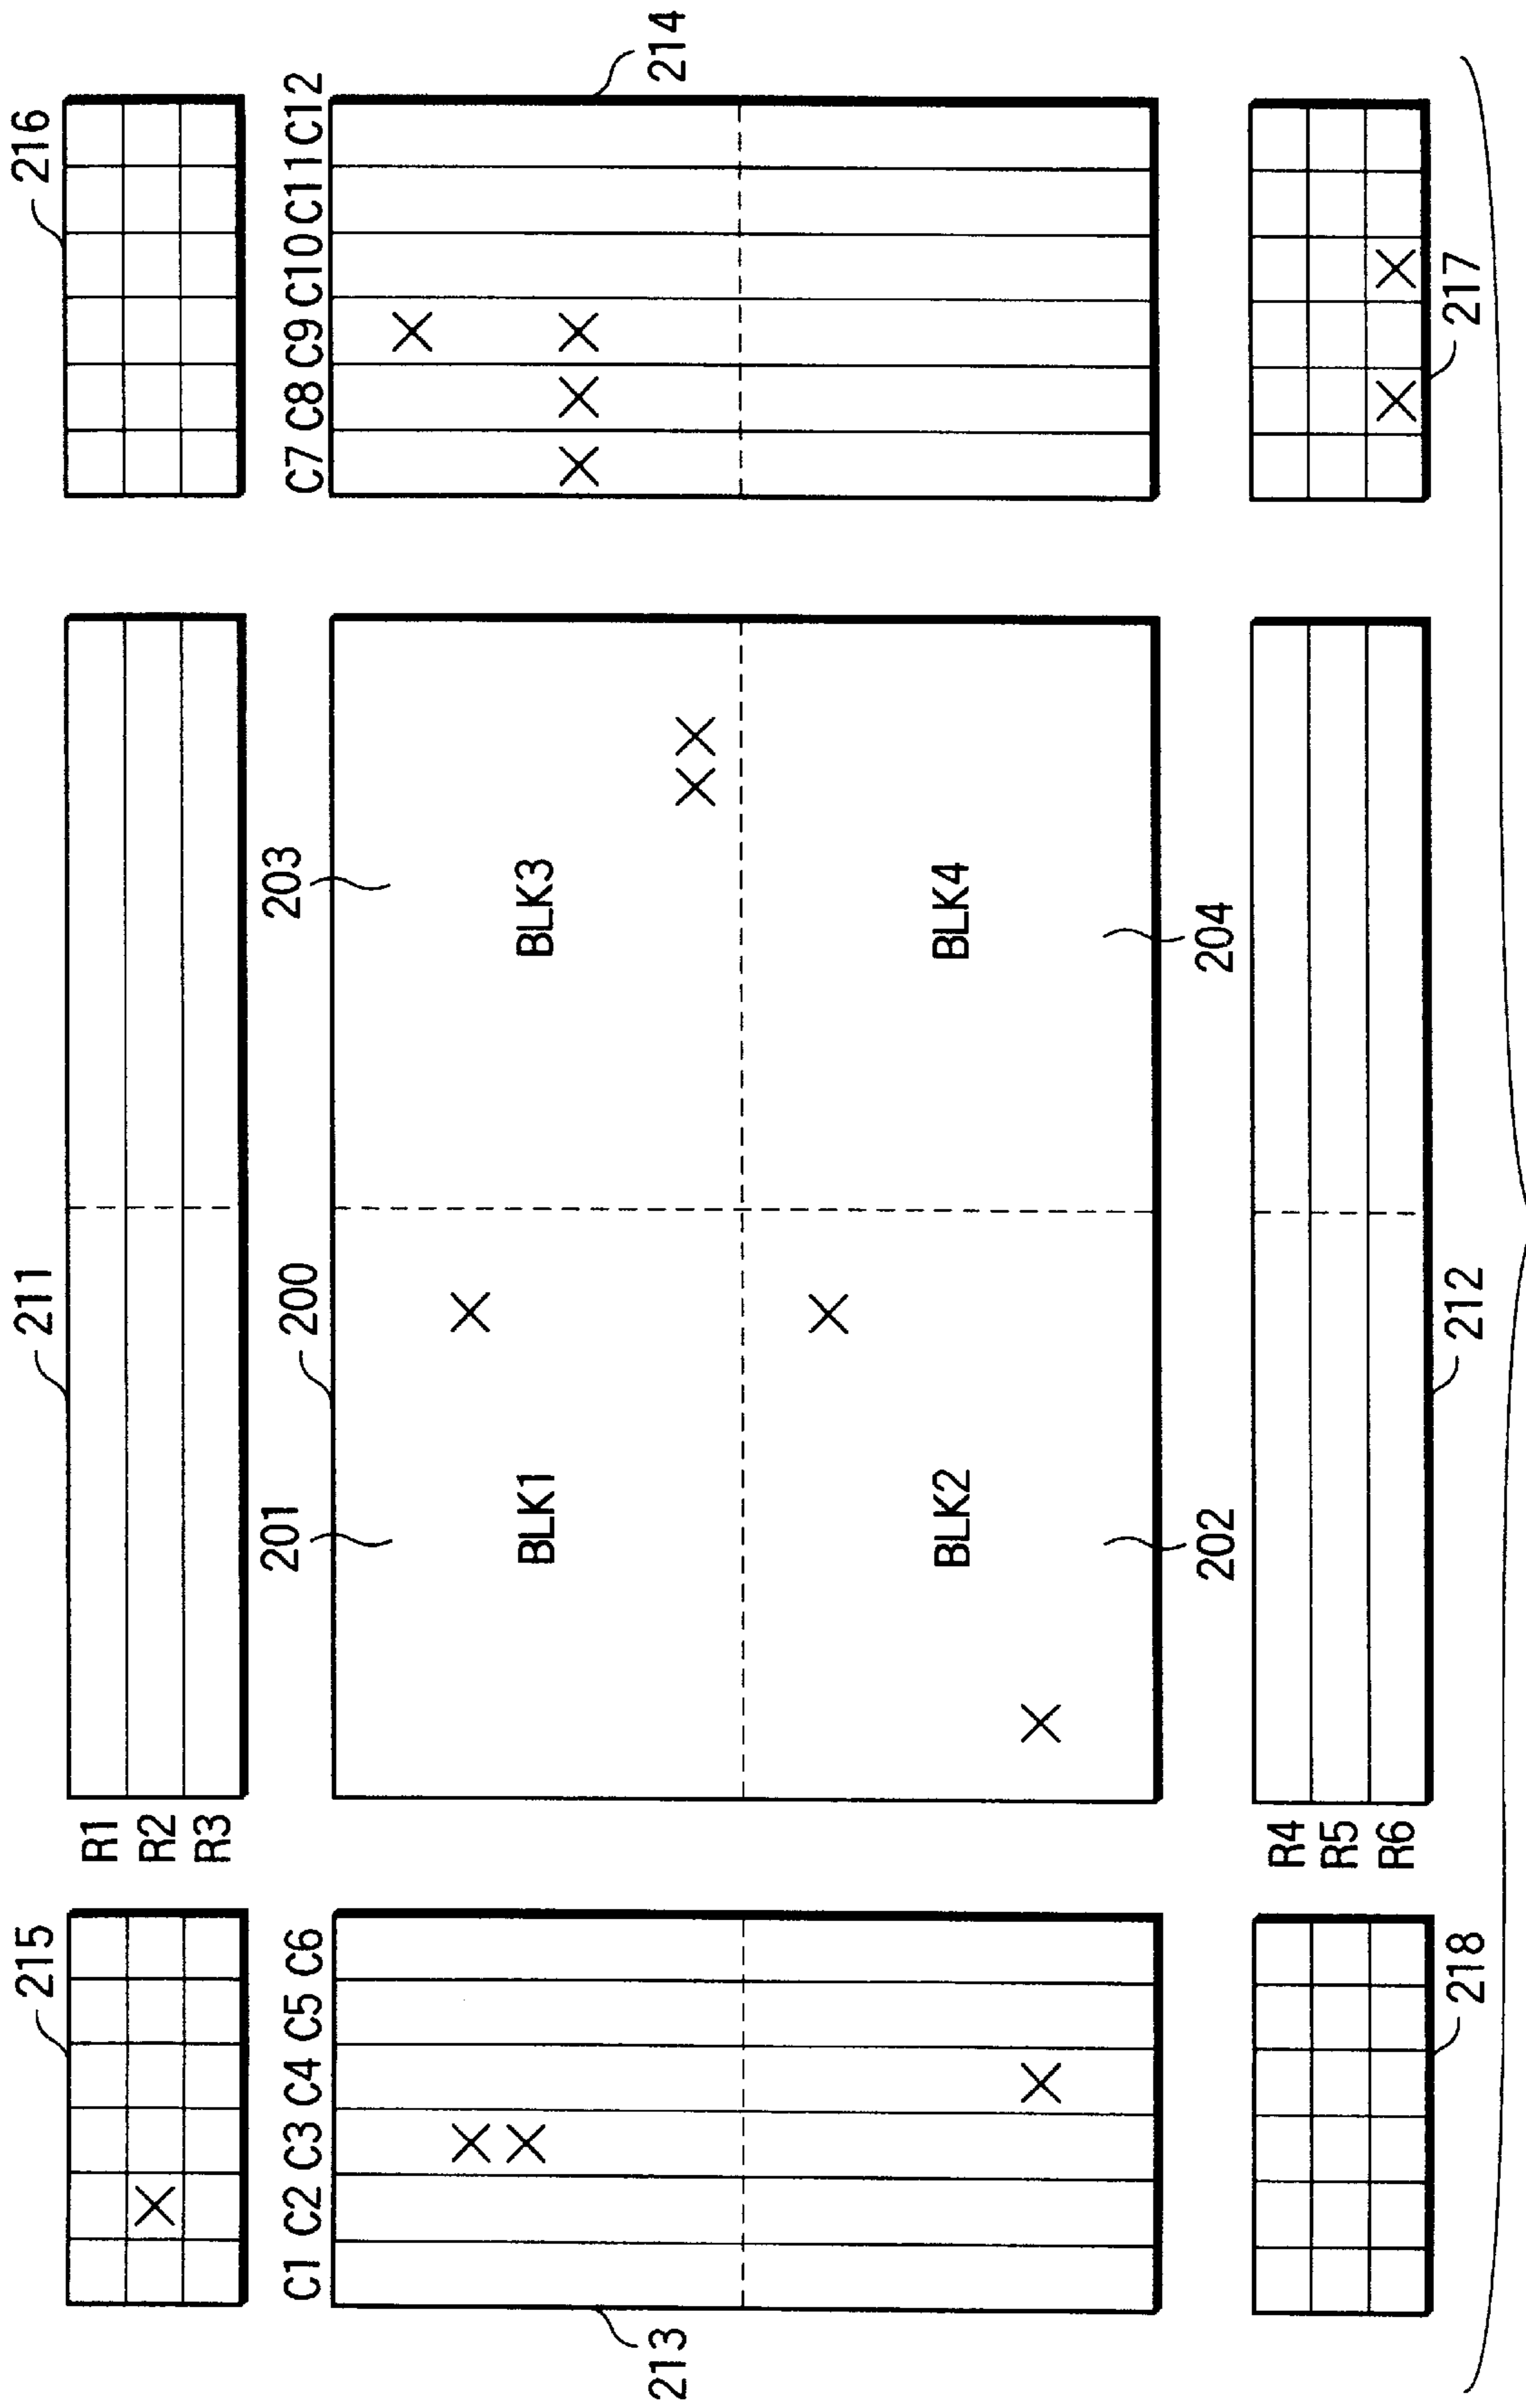 215
211
216
R1
R2
R3
C1 C2 C3 C4 C5 C6
201
200
203
C7 C8 C9 C10 C11 C12
213
BLK1
BLK3
214
BLK2
BLK4
202
204
R4
R5
R6
218
212
217